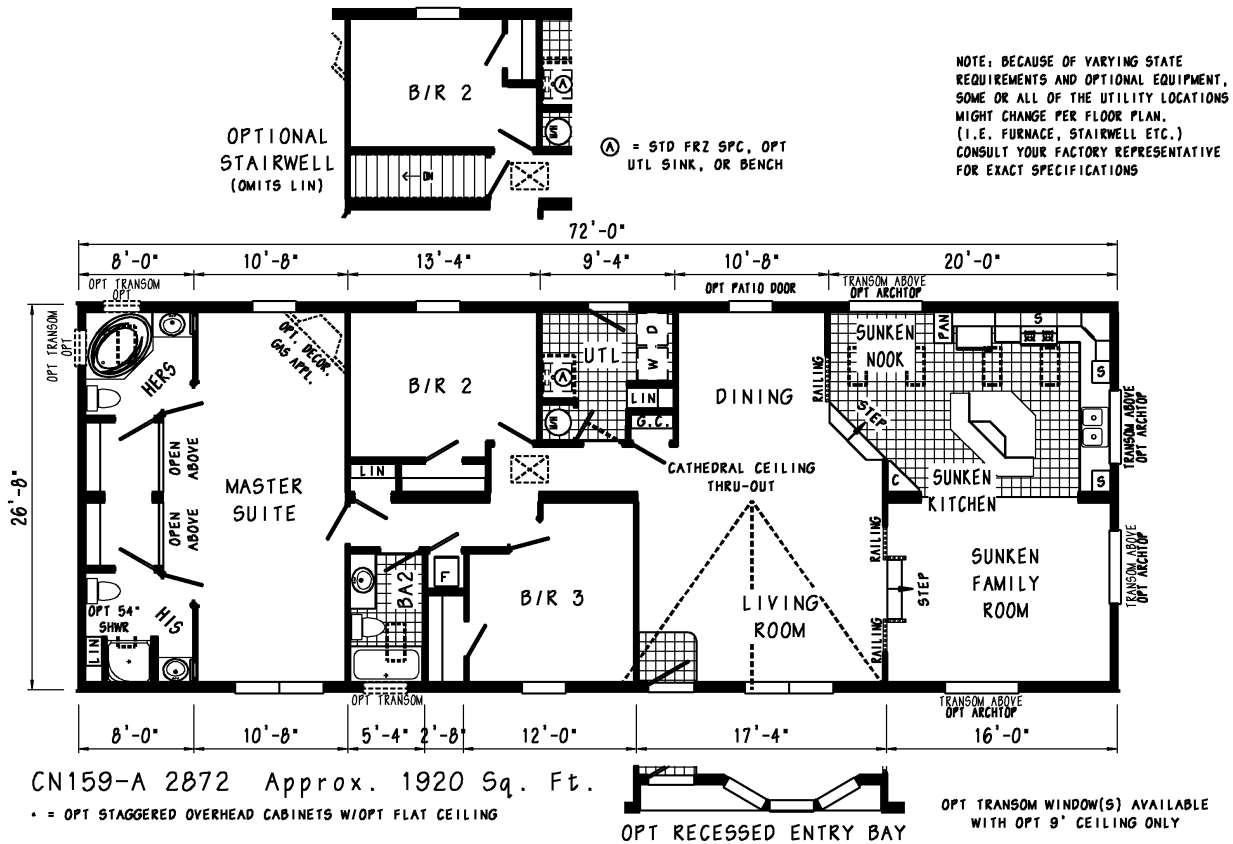 B/R 2
OPTIONAL
STAIRWELL
(OMITS LIN)
DN
A
A = STD FRZ SPC, OPT
UTL SINK, OR BENCH
NOTE: BECAUSE OF VARYING STATE
REQUIREMENTS AND OPTIONAL EQUIPMENT,
SOME OR ALL OF THE UTILITY LOCATIONS
MIGHT CHANGE PER FLOOR PLAN.
(I.E. FURNACE, STAIRWELL ETC.)
CONSULT YOUR FACTORY REPRESENTATIVE
FOR EXACT SPECIFICATIONS
72'-0"
8'-0" 10'-8" 13'-4" 9'-4" 10'-8" 20'-0"
OPT TRANSOM
OPT
OPT PATIO DOOR
TRANSOM ABOVE
OPT ARCHTOP
OPT TRANSOM
OPT
26'-8"
HERS
OPT. DECOR.
GAS APPL.
B/R 2
UTL
D
W
A
LIN
G.C.
DINING
RAILING
SUNKEN
NOOK
PAN
S
S
S
STEP
C
SUNKEN
KITCHEN
TRANSOM ABOVE
OPT ARCHTOP
OPEN
ABOVE
OPEN
ABOVE
MASTER
SUITE
LIN
CATHEDRAL CEILING
THRU-OUT
HIS
OPT 54"
SHWR
LIN
BA2
F
B/R 3
LIVING
ROOM
RAILING
STEP
RAILING
SUNKEN
FAMILY
ROOM
TRANSOM ABOVE
OPT ARCHTOP
OPT TRANSOM
TRANSOM ABOVE
OPT ARCHTOP
8'-0" 10'-8" 5'-4" 2'-8" 12'-0" 17'-4" 16'-0"
CN159-A 2872 Approx. 1920 Sq. Ft.
* = OPT STAGGERED OVERHEAD CABINETS W/OPT FLAT CEILING
OPT RECESSED ENTRY BAY
OPT TRANSOM WINDOW(S) AVAILABLE
WITH OPT 9' CEILING ONLY